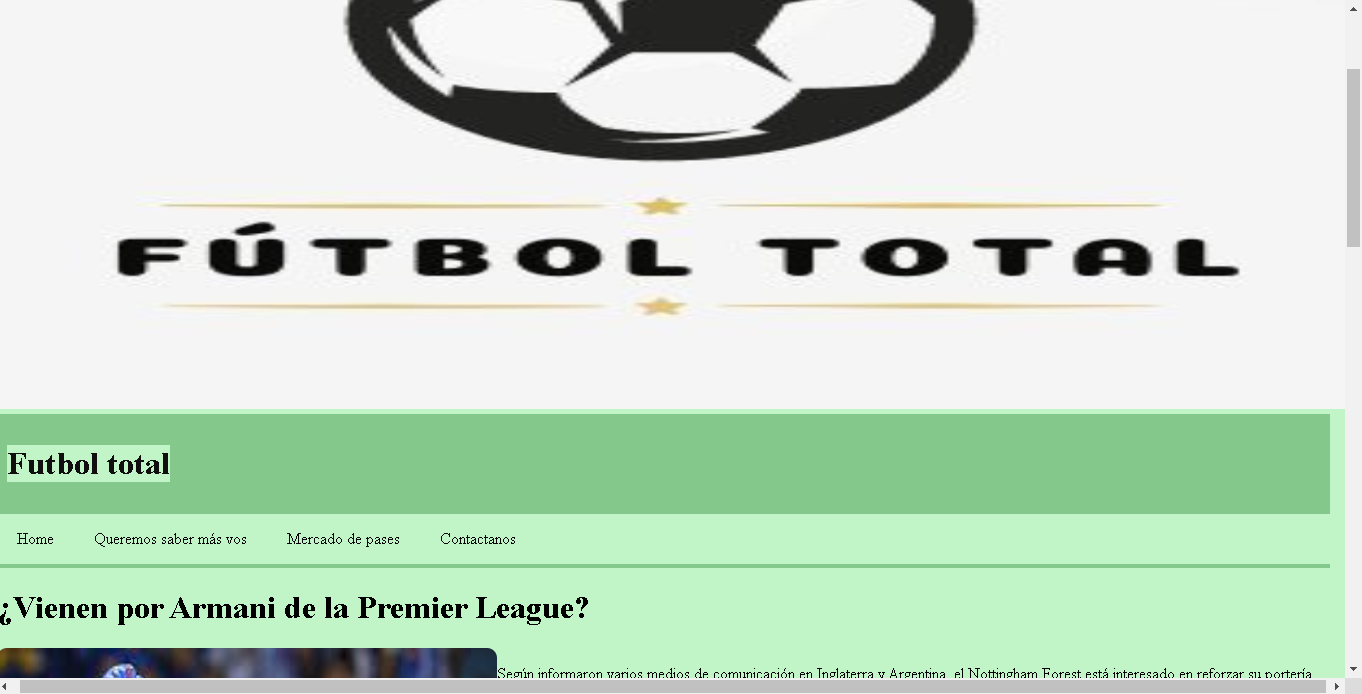 FÚTBOL TOTAL
Futbol total
Home Queremos saber más vos Mercado de pases Contactanos
¿Vienen por Armani de la Premier League?
Según informaron varios medios de comunicación en Inglaterra y Argentina, el Nottingham Forest está interesado en reforzar su portería